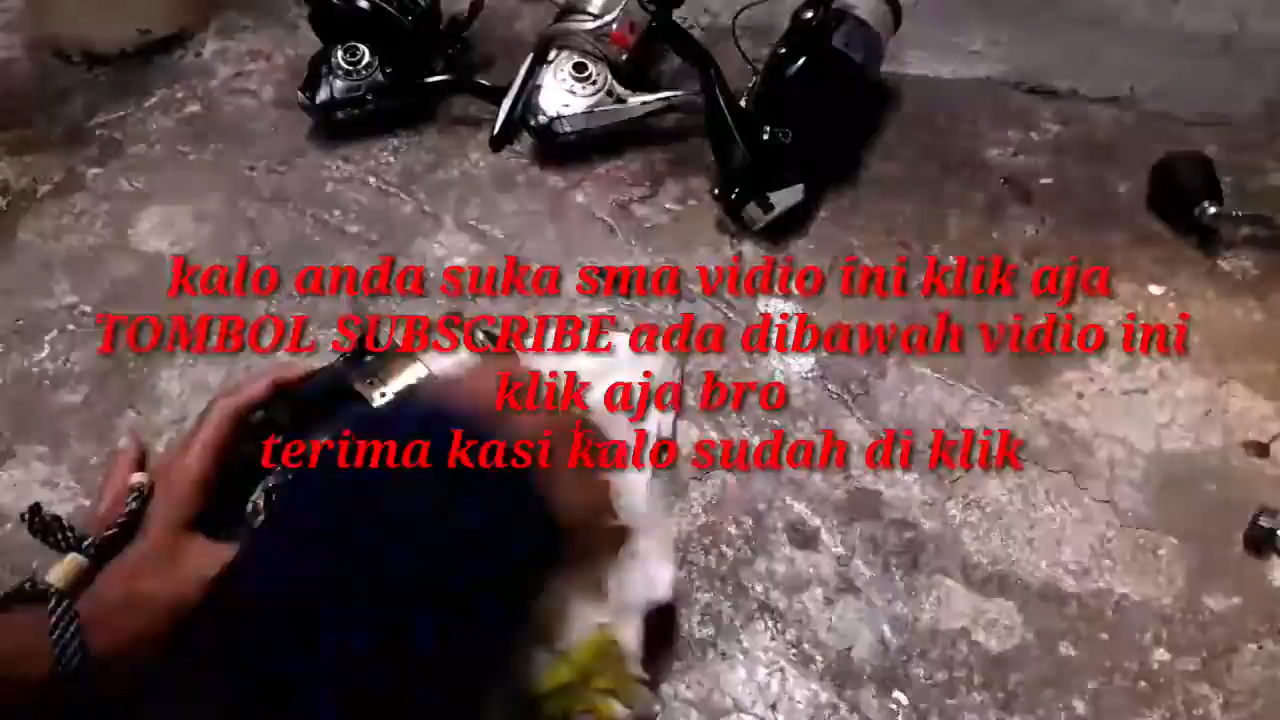 kalo anda suka sma vidio ini klik aja
TOMBOL SUBSCRIBE ada dibawah vidio ini
klik aja bro
terima kasi kalo sudah di klik